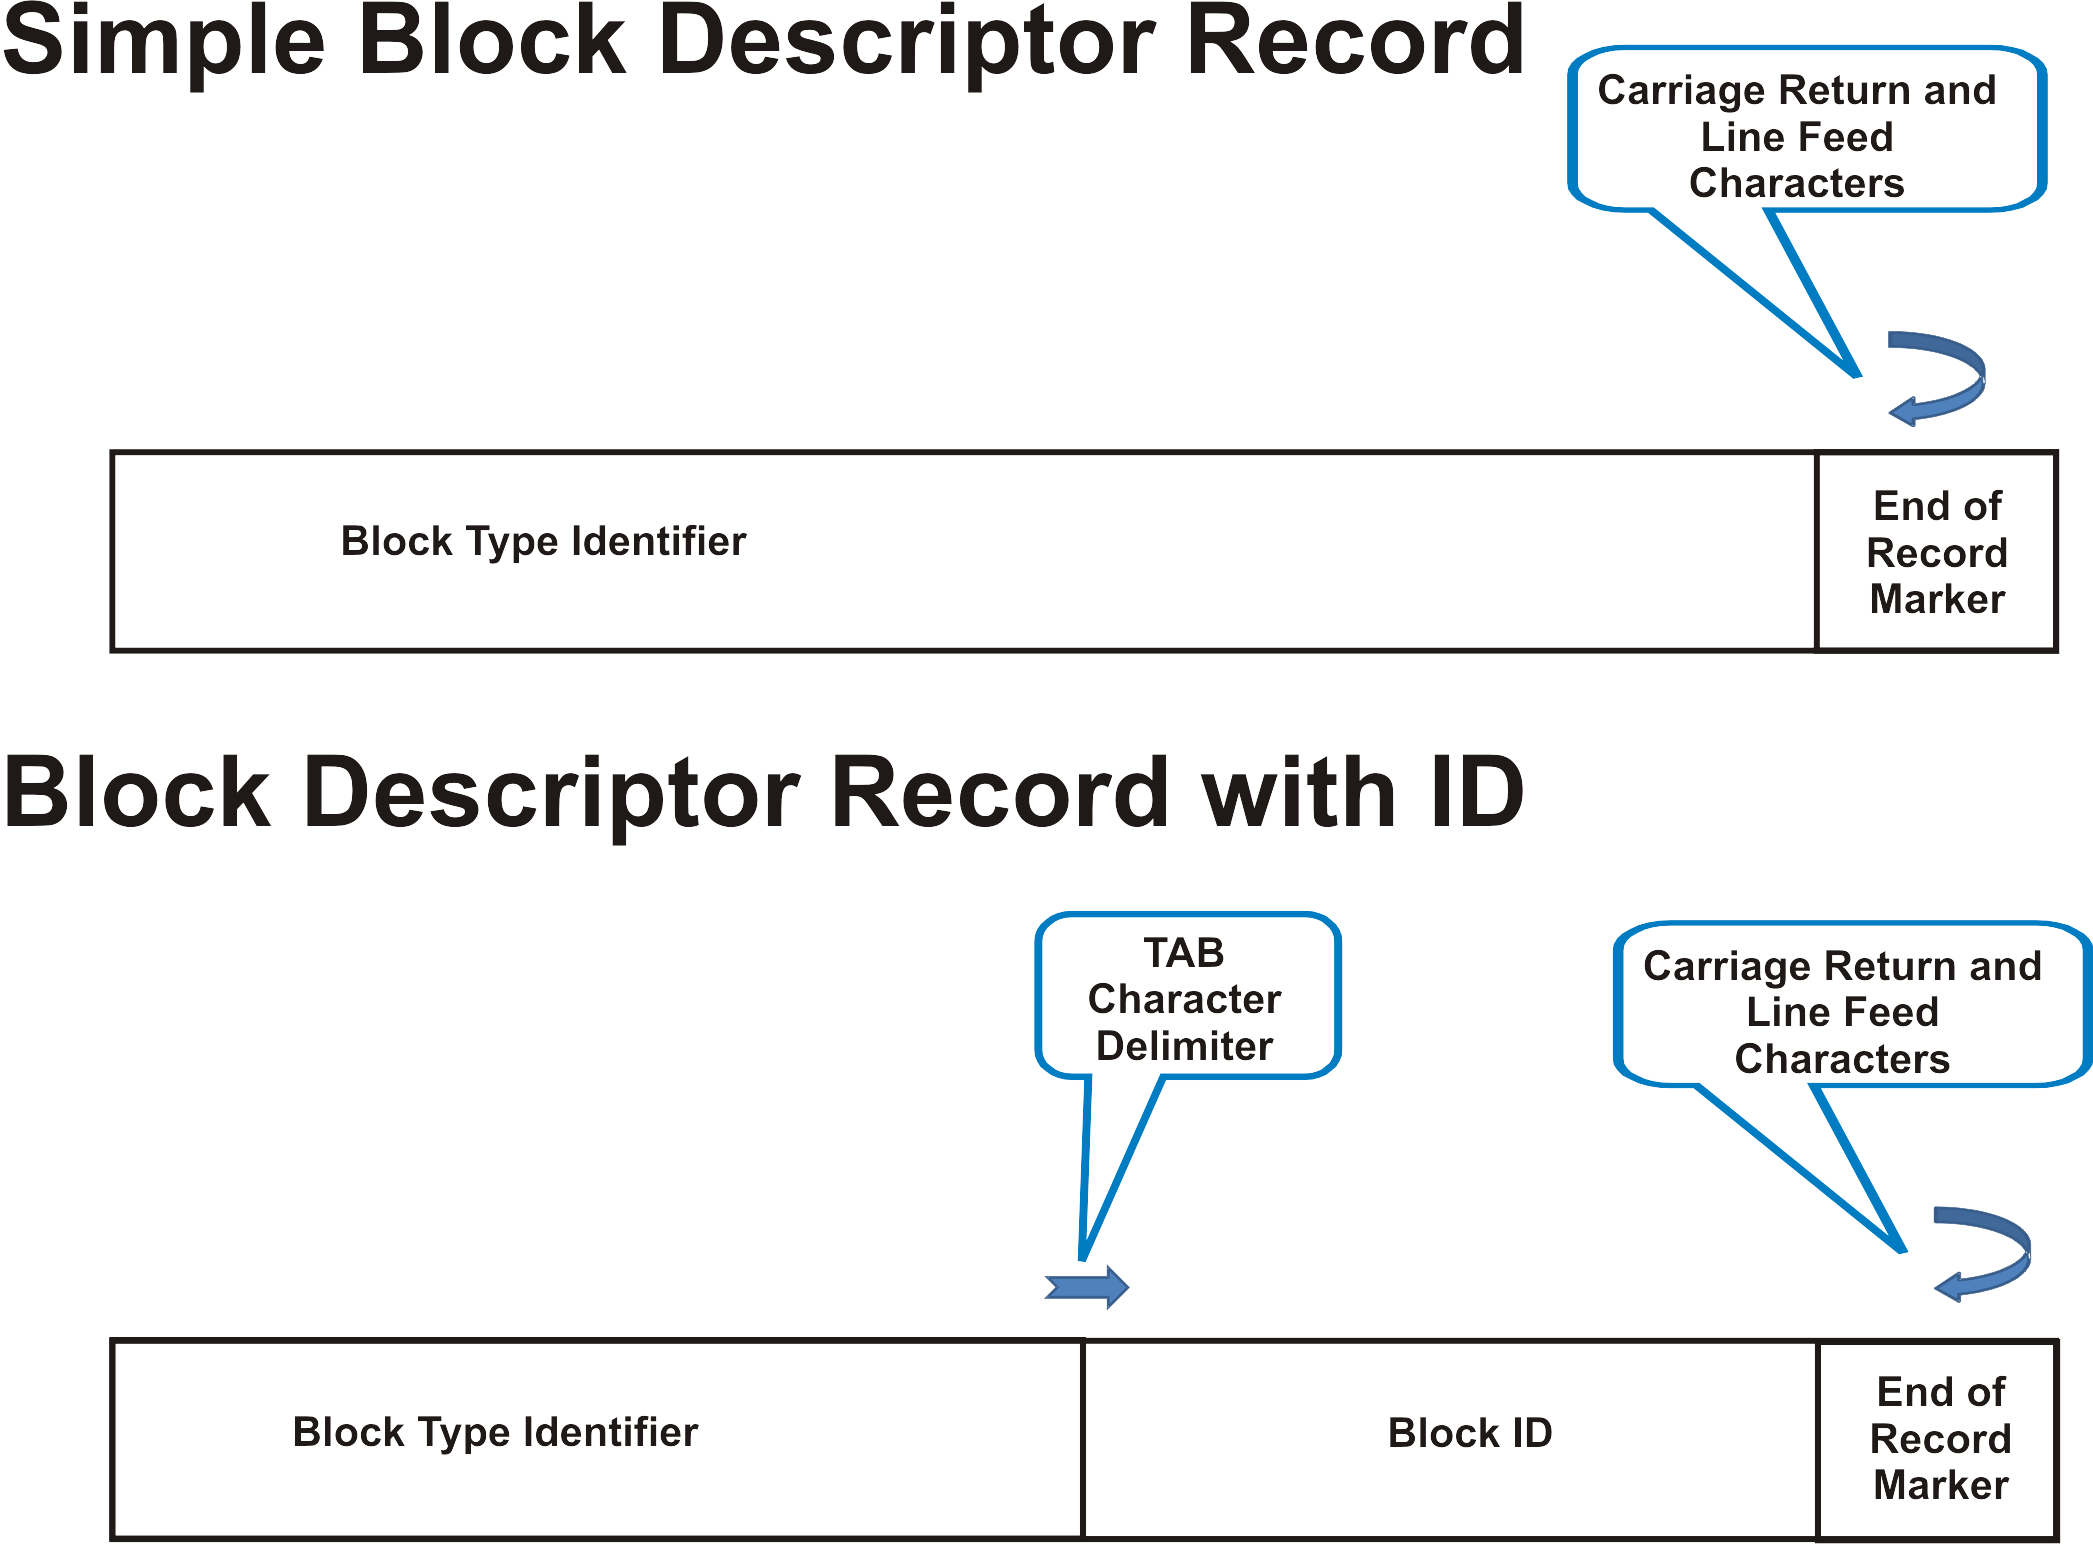 Simple Block Descriptor Record
Carriage Return and
Line Feed
Characters
Block Type Identifier
End of
Record
Marker
Block Descriptor Record with ID
TAB
Character
Delimiter
Carriage Return and
Line Feed
Characters
Block Type Identifier
Block ID
End of
Record
Marker